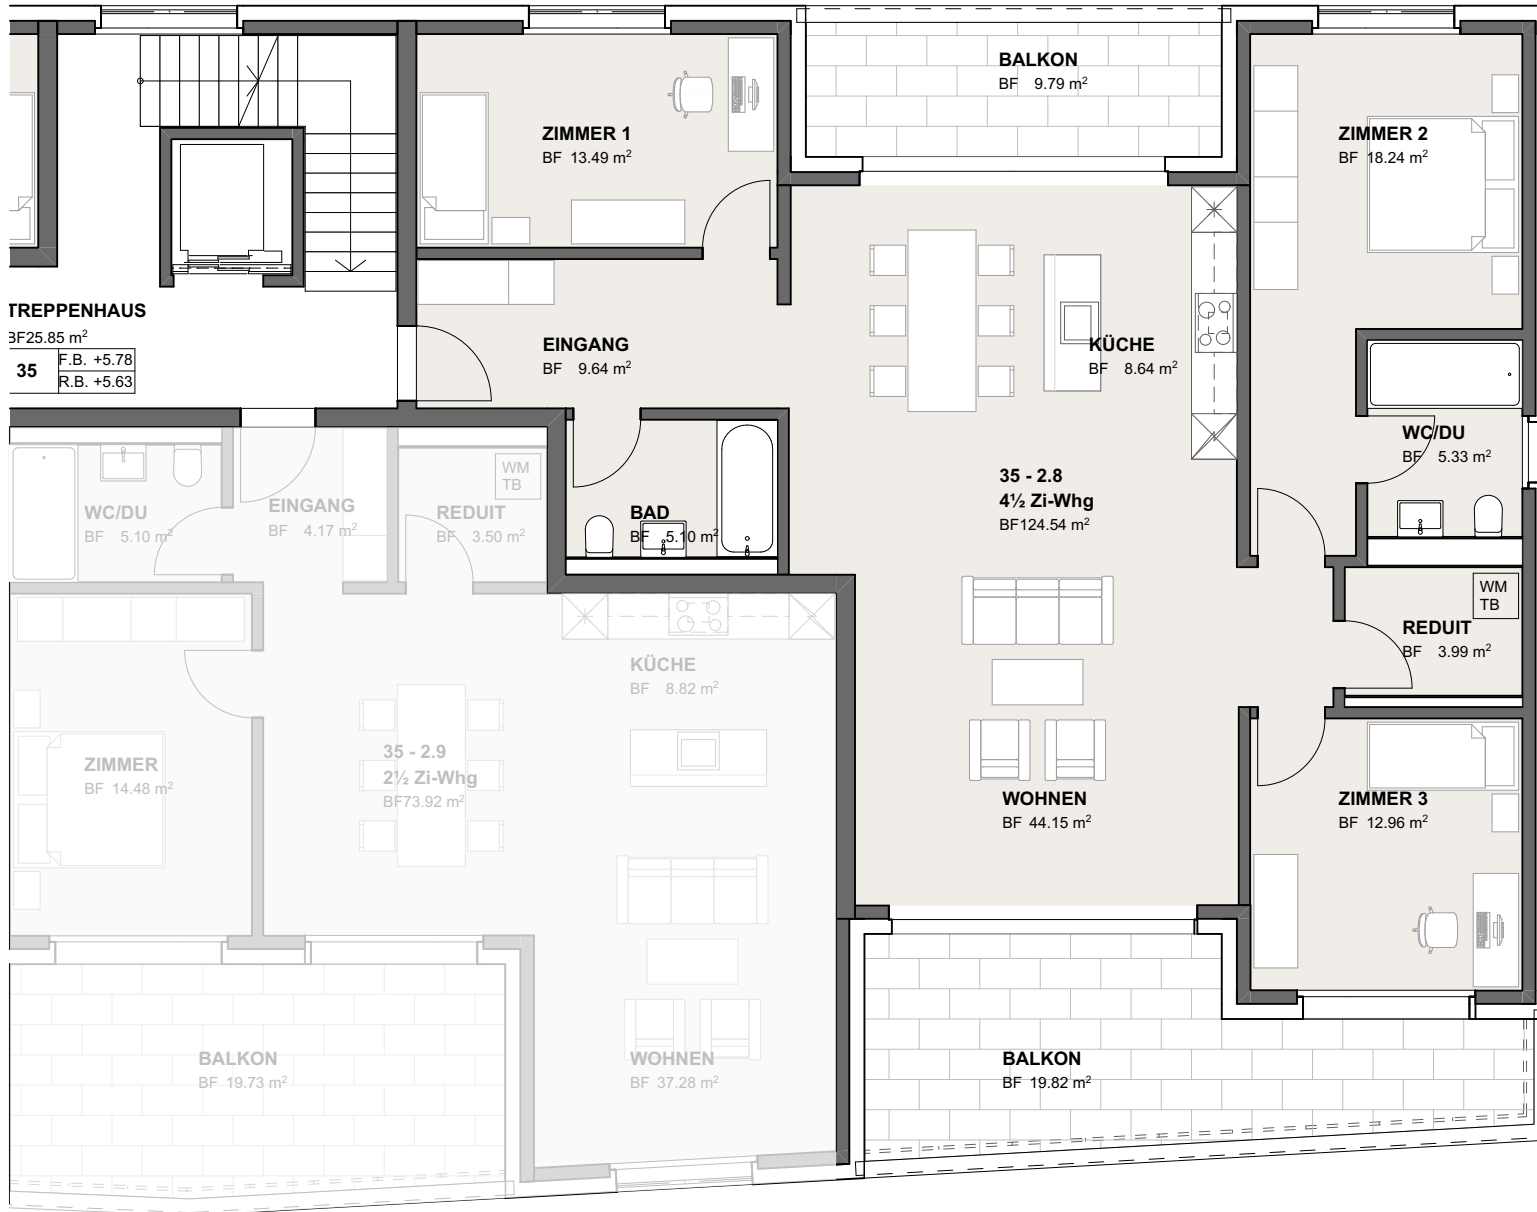 BALKON
BF 9.79 m²
ZIMMER 1
BF 13.49 m²
ZIMMER 2
BF 18.24 m²
TREPPENHAUS
BF25.85 m²
35
F.B. +5.78
R.B. +5.63
EINGANG
BF 9.64 m²
KÜCHE
BF 8.64 m²
WC/DU
BF 5.33 m²
35 - 2.8
4½ Zi-Whg
BF124.54 m²
WC/DU
BF 5.10 m²
EINGANG
BF 4.17 m²
REDUIT
BF 3.50 m²
WM
TB
BAD
BF 5.10 m²
WM
TB
REDUIT
BF 3.99 m²
KÜCHE
BF 8.82 m²
ZIMMER
BF 14.48 m²
35 - 2.9
2½ Zi-Whg
BF73.92 m²
WOHNEN
BF 44.15 m²
ZIMMER 3
BF 12.96 m²
BALKON
BF 19.73 m²
WOHNEN
BF 37.28 m²
BALKON
BF 19.82 m²